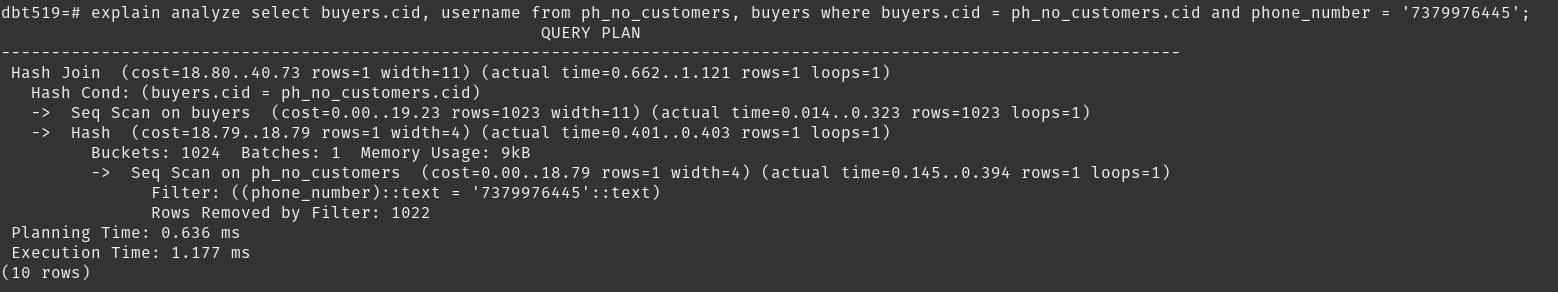 dbt519=# explain analyze select buyers.cid, username from ph_no_customers, buyers where buyers.cid = ph_no_customers.cid and phone_number = '7379976445';
                                                      QUERY PLAN
----------------------------------------------------------------------------------------------------------------------
 Hash Join  (cost=18.80..40.73 rows=1 width=11) (actual time=0.662..1.121 rows=1 loops=1)
   Hash Cond: (buyers.cid = ph_no_customers.cid)
   ->  Seq Scan on buyers  (cost=0.00..19.23 rows=1023 width=11) (actual time=0.014..0.323 rows=1023 loops=1)
   ->  Hash  (cost=18.79..18.79 rows=1 width=4) (actual time=0.401..0.403 rows=1 loops=1)
         Buckets: 1024  Batches: 1  Memory Usage: 9kB
         ->  Seq Scan on ph_no_customers  (cost=0.00..18.79 rows=1 width=4) (actual time=0.145..0.394 rows=1 loops=1)
               Filter: ((phone_number)::text = '7379976445'::text)
               Rows Removed by Filter: 1022
 Planning Time: 0.636 ms
 Execution Time: 1.177 ms
(10 rows)